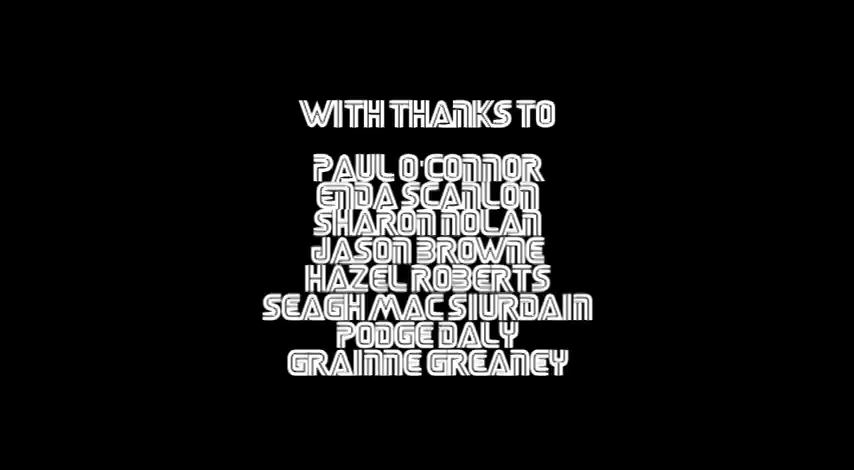 WITH THANKS TO
PAUL O'CONNOR
ENDA SCANLON
SHARON NOLAN
JASON BROWNE
HAZEL ROBERTS
SEAGH MAC SIURDAIN
PODGE DALY
GRAINNE GREANEY